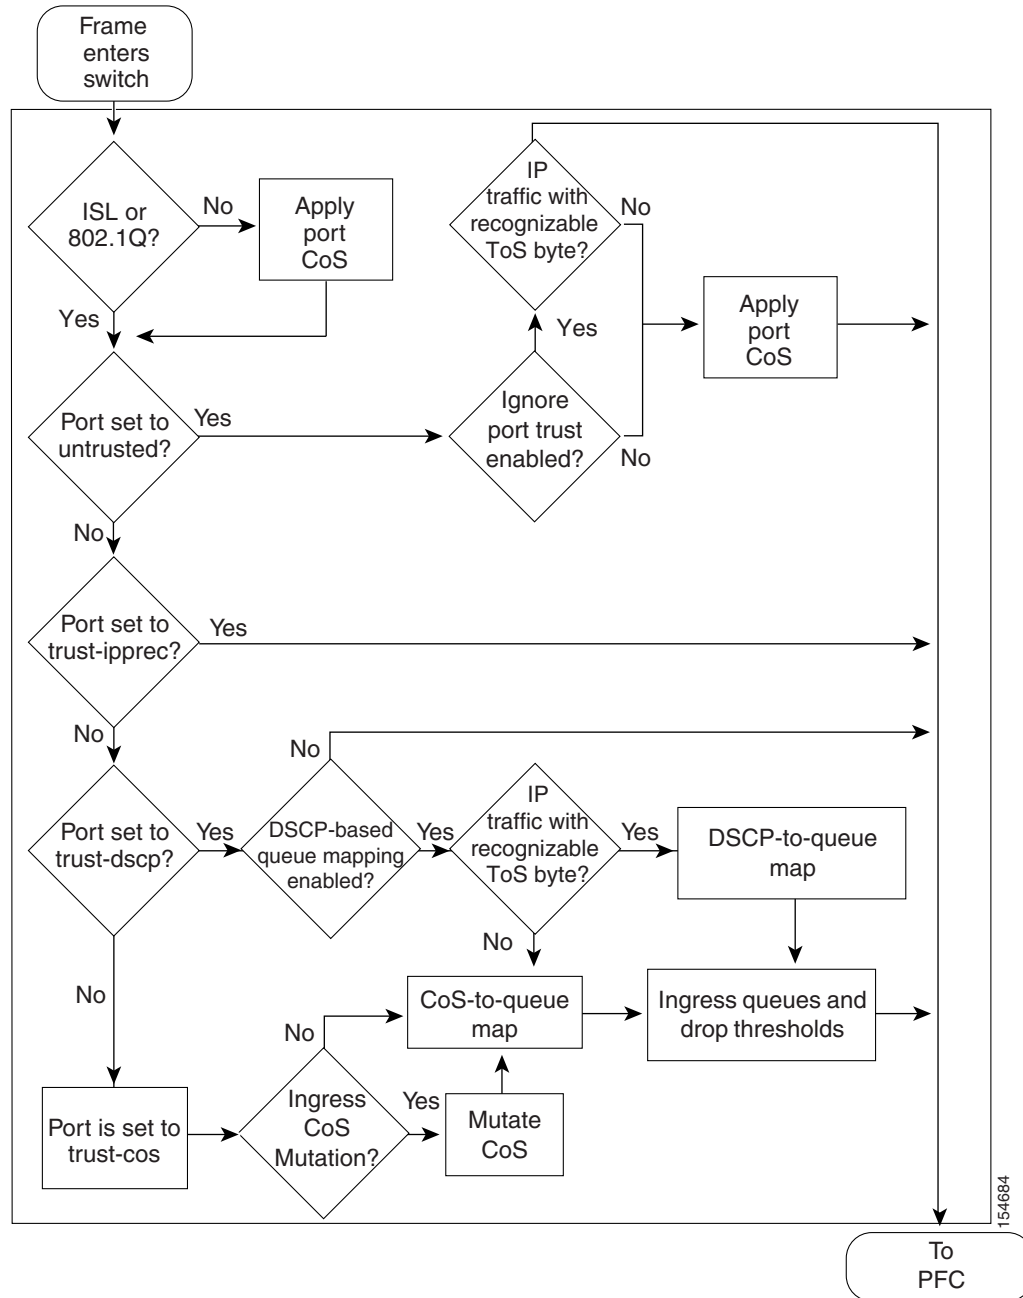 Frame
enters
switch
ISL or
802.1Q?
No
Apply
port
CoS
Yes
IP
traffic with
recognizable
ToS byte?
No
Yes
Apply
port
CoS
Port set to
untrusted?
Yes
Ignore
port trust
enabled?
No
No
Port set to
trust-ipprec?
Yes
No
Port set to
trust-dscp?
Yes
No
DSCP-based
queue mapping
enabled?
Yes
IP
traffic with
recognizable
ToS byte?
Yes
DSCP-to-queue
map
No
No
CoS-to-queue
map
Ingress queues and
drop thresholds
No
Port is set to
trust-cos
Ingress
CoS
Mutation?
Yes
Mutate
CoS
154684
To
PFC